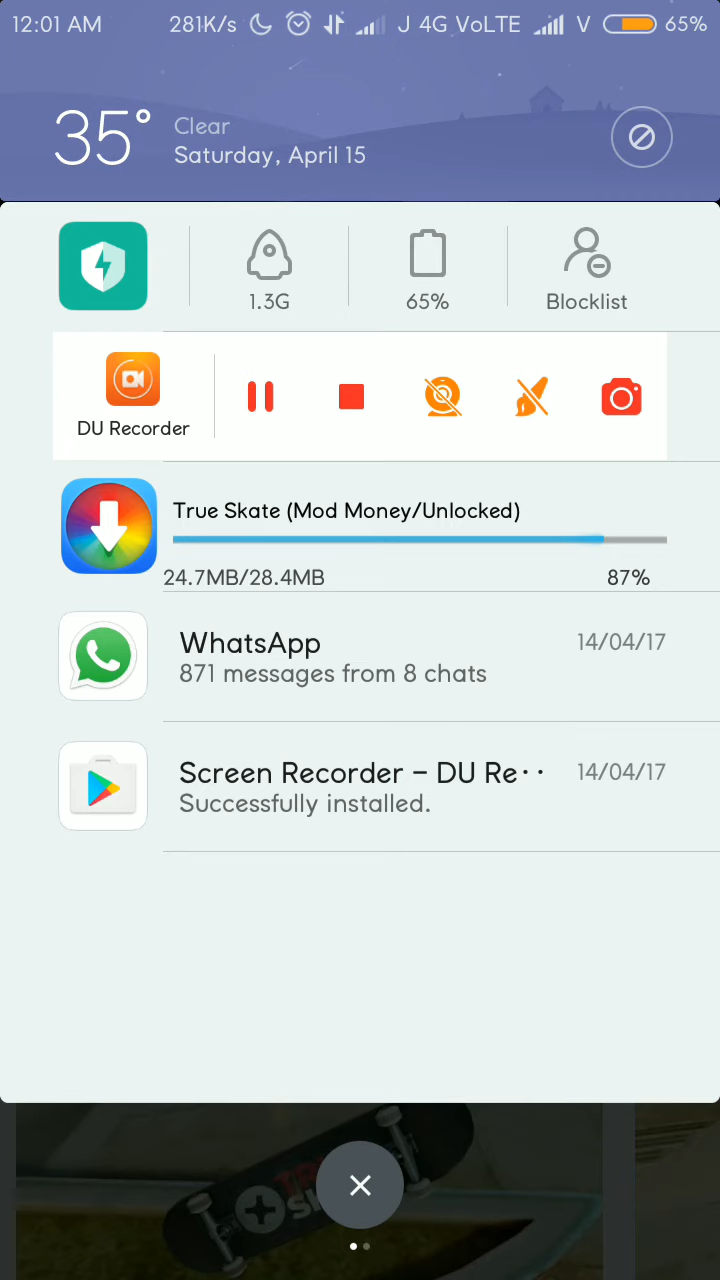 12:01 AM 281K/s J 4G VoLTE V 65%
35° Clear
Saturday, April 15
1.3G 65% Blocklist
DU Recorder
True Skate (Mod Money/Unlocked)
24.7MB/28.4MB 87%
WhatsApp 14/04/17
871 messages from 8 chats
Screen Recorder – DU Re·· 14/04/17
Successfully installed.